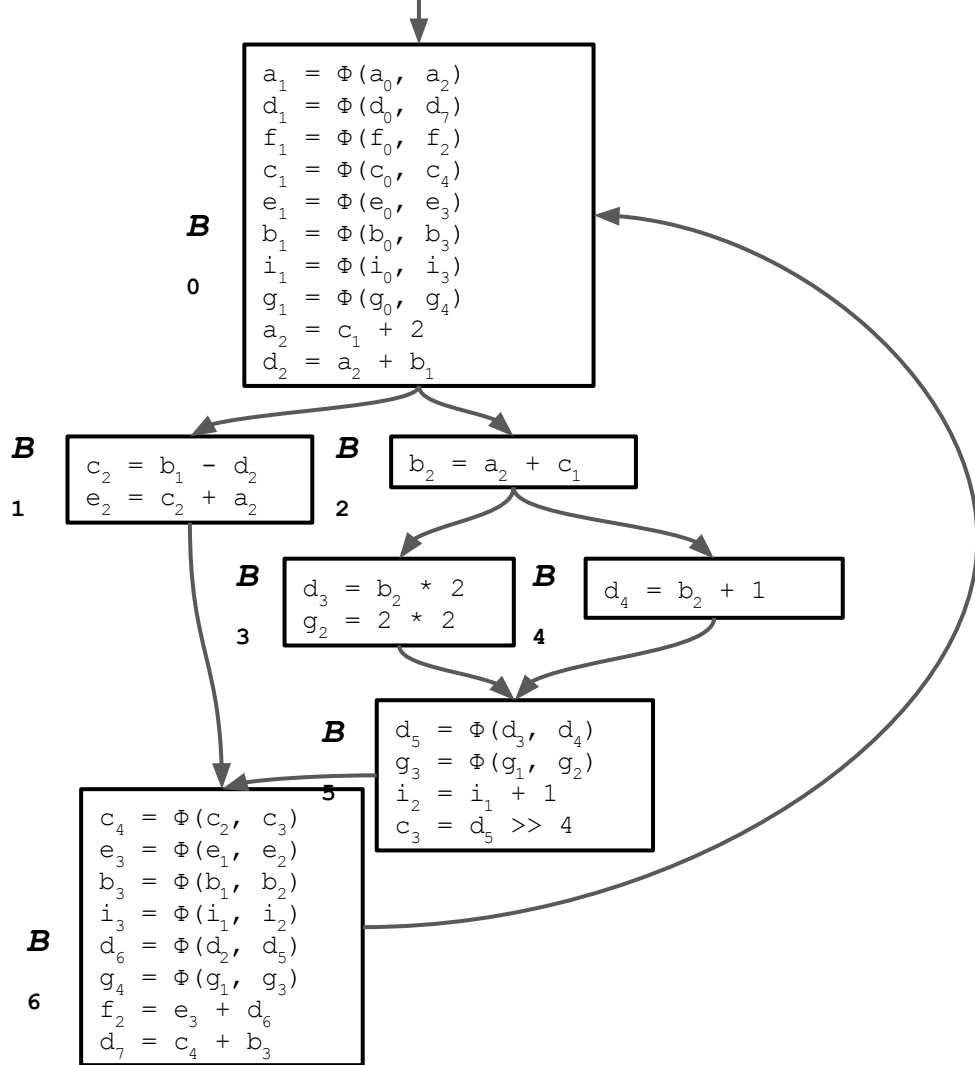 a₁ = Φ(a₀, a₂)
d₁ = Φ(d₀, d₇)
f₁ = Φ(f₀, f₂)
c₁ = Φ(c₀, c₄)
e₁ = Φ(e₀, e₃)
b₁ = Φ(b₀, b₃)
i₁ = Φ(i₀, i₃)
g₁ = Φ(g₀, g₄)
a₂ = c₁ + 2
d₂ = a₂ + b₁
B
0
B
1
c₂ = b₁ - d₂
e₂ = c₂ + a₂
B
2
b₂ = a₂ + c₁
B
3
d₃ = b₂ * 2
g₂ = 2 * 2
B
4
d₄ = b₂ + 1
B
5
d₅ = Φ(d₃, d₄)
g₃ = Φ(g₁, g₂)
i₂ = i₁ + 1
c₃ = d₅ >> 4
B
6
c₄ = Φ(c₂, c₃)
e₃ = Φ(e₁, e₂)
b₃ = Φ(b₁, b₂)
i₃ = Φ(i₁, i₂)
d₆ = Φ(d₂, d₅)
g₄ = Φ(g₁, g₃)
f₂ = e₃ + d₆
d₇ = c₄ + b₃